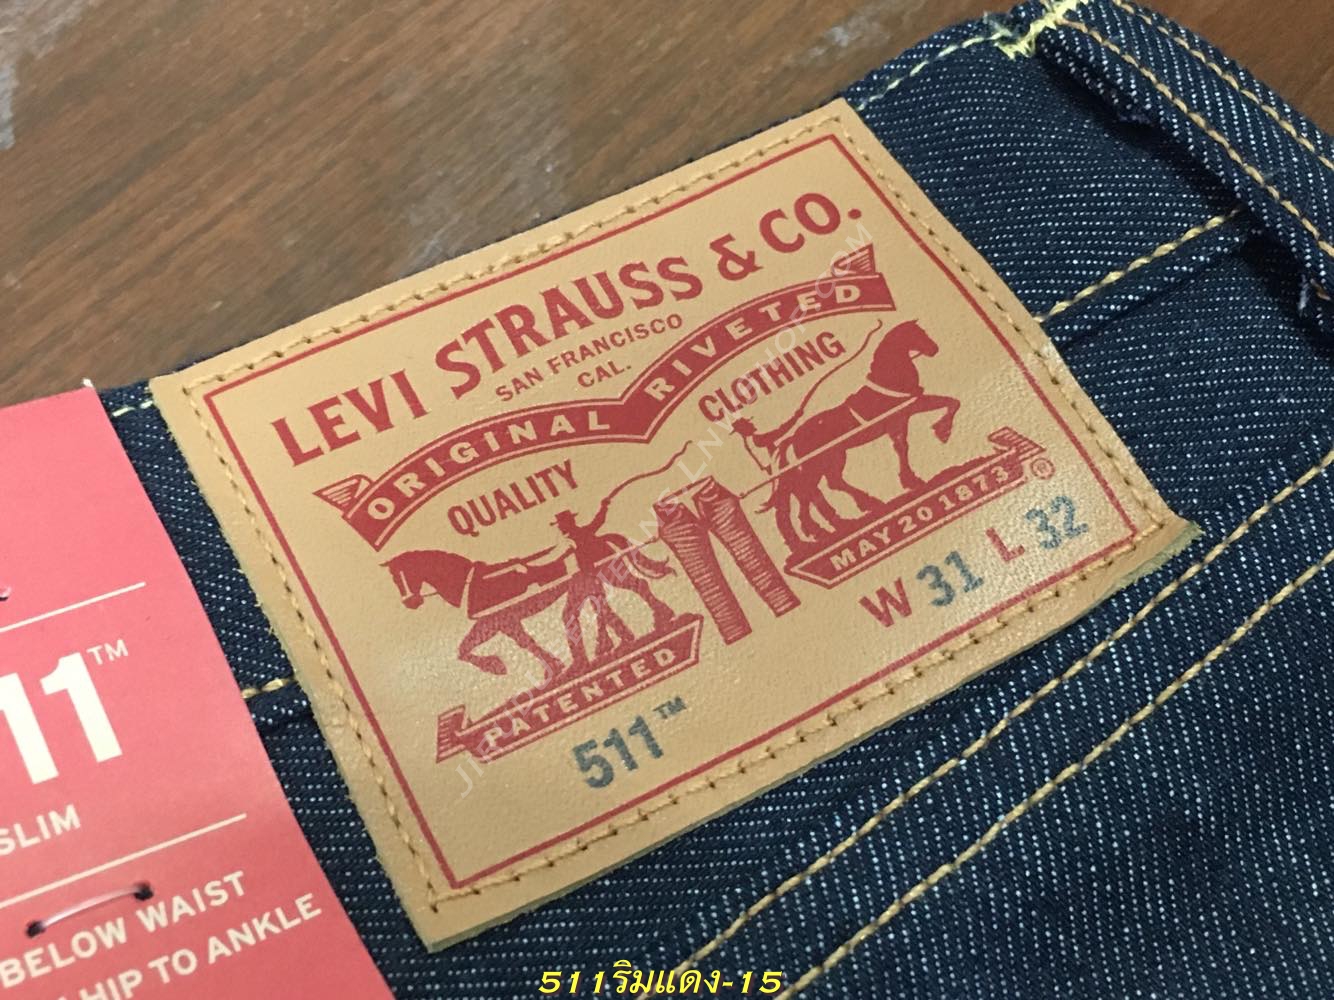 LEVI STRAUSS & CO.
SAN FRANCISCO
CAL.
ORIGINAL RIVETED
QUALITY CLOTHING
PATENTED
MAY 20 1873
®
511™
W 31 L 32
11™
SLIM
BELOW WAIST
HIP TO ANKLE
511ริมแดง-15